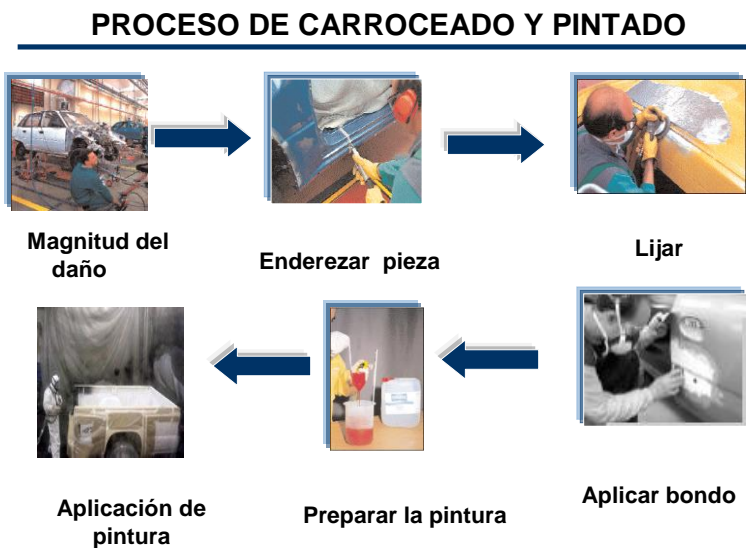 PROCESO DE CARROCEADO Y PINTADO
Magnitud del
daño
Enderezar pieza
Lijar
Aplicar bondo
Preparar la pintura
Aplicación de
pintura